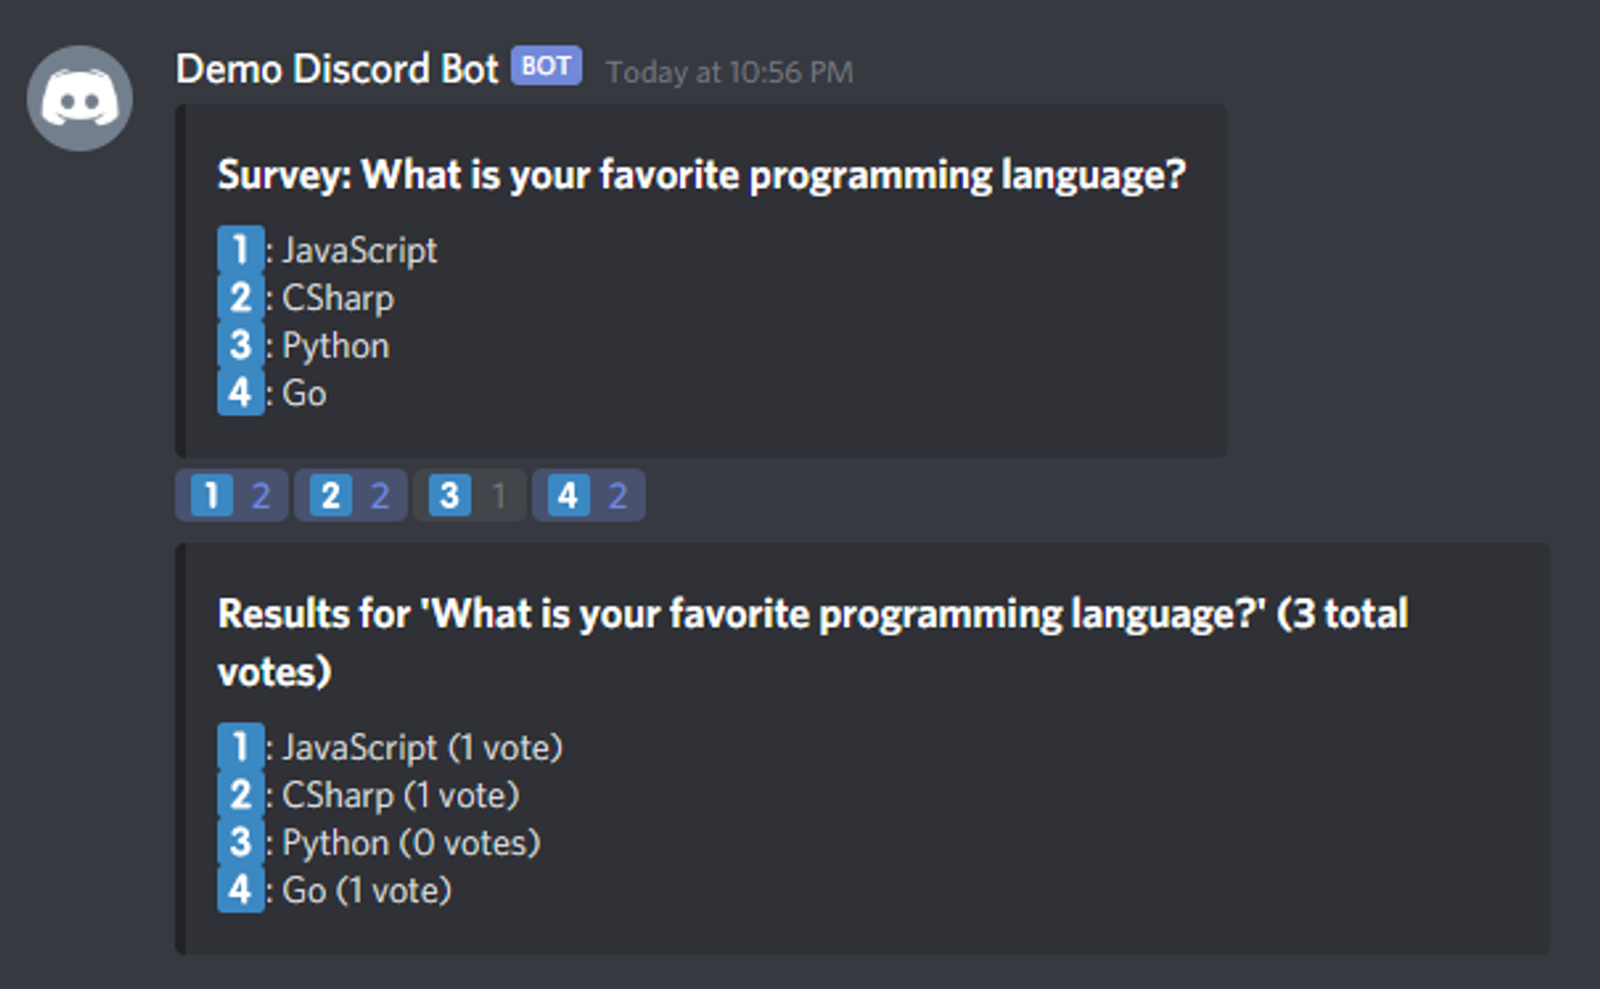 Demo Discord Bot BOT Today at 10:56 PM
Survey: What is your favorite programming language?
1 : JavaScript
2 : CSharp
3 : Python
4 : Go
1 2 2 2 3 1 4 2
Results for 'What is your favorite programming language?' (3 total
votes)
1 : JavaScript (1 vote)
2 : CSharp (1 vote)
3 : Python (0 votes)
4 : Go (1 vote)